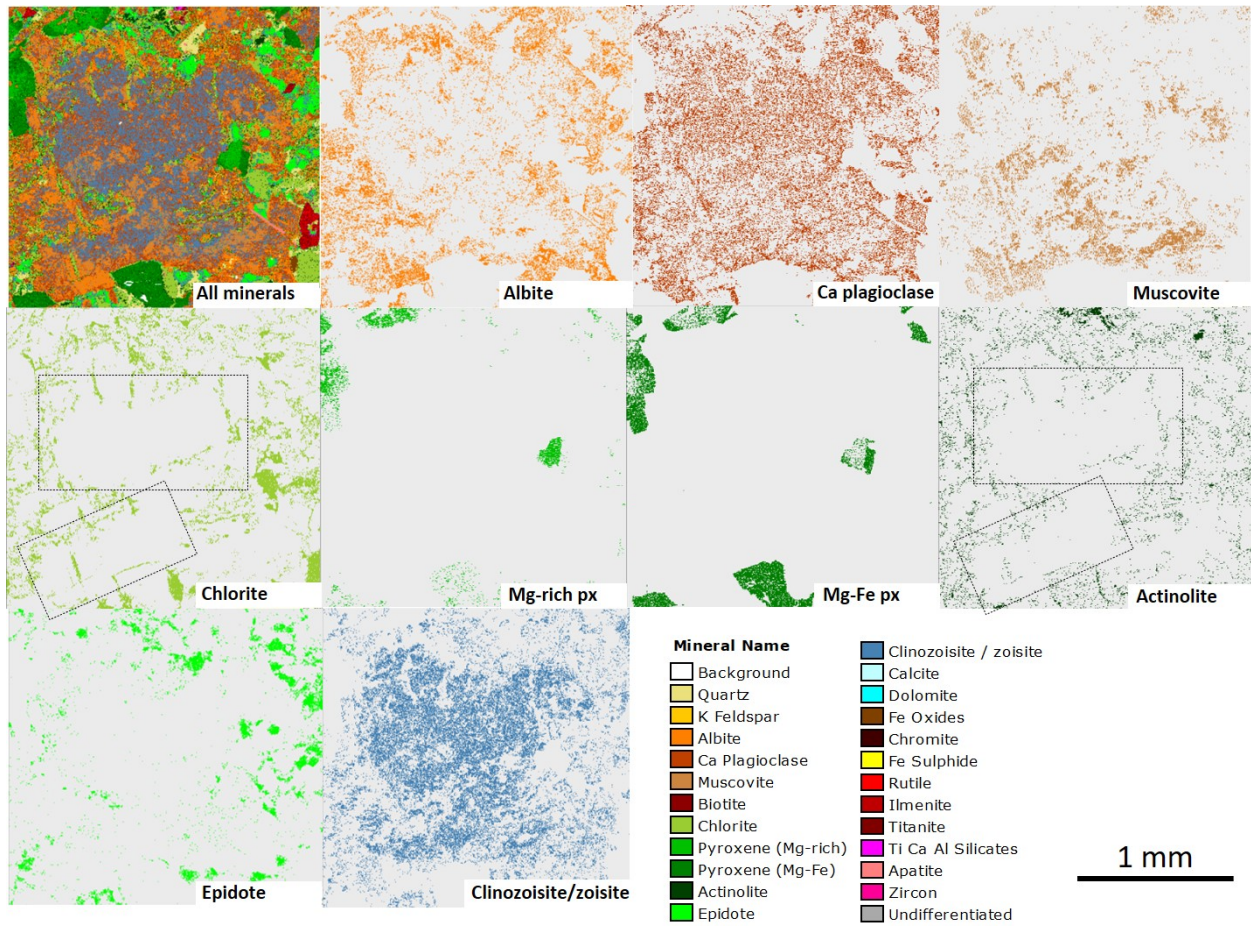 All minerals
Albite
Ca plagioclase
Muscovite
Chlorite
Mg-rich px
Mg-Fe px
Actinolite
Epidote
Clinozoisite/zoisite
Mineral Name
Background
Quartz
K Feldspar
Albite
Ca Plagioclase
Muscovite
Biotite
Chlorite
Pyroxene (Mg-rich)
Pyroxene (Mg-Fe)
Actinolite
Epidote
Clinozoisite / zoisite
Calcite
Dolomite
Fe Oxides
Chromite
Fe Sulphide
Rutile
Ilmenite
Titanite
Ti Ca Al Silicates
Apatite
Zircon
Undifferentiated
1 mm